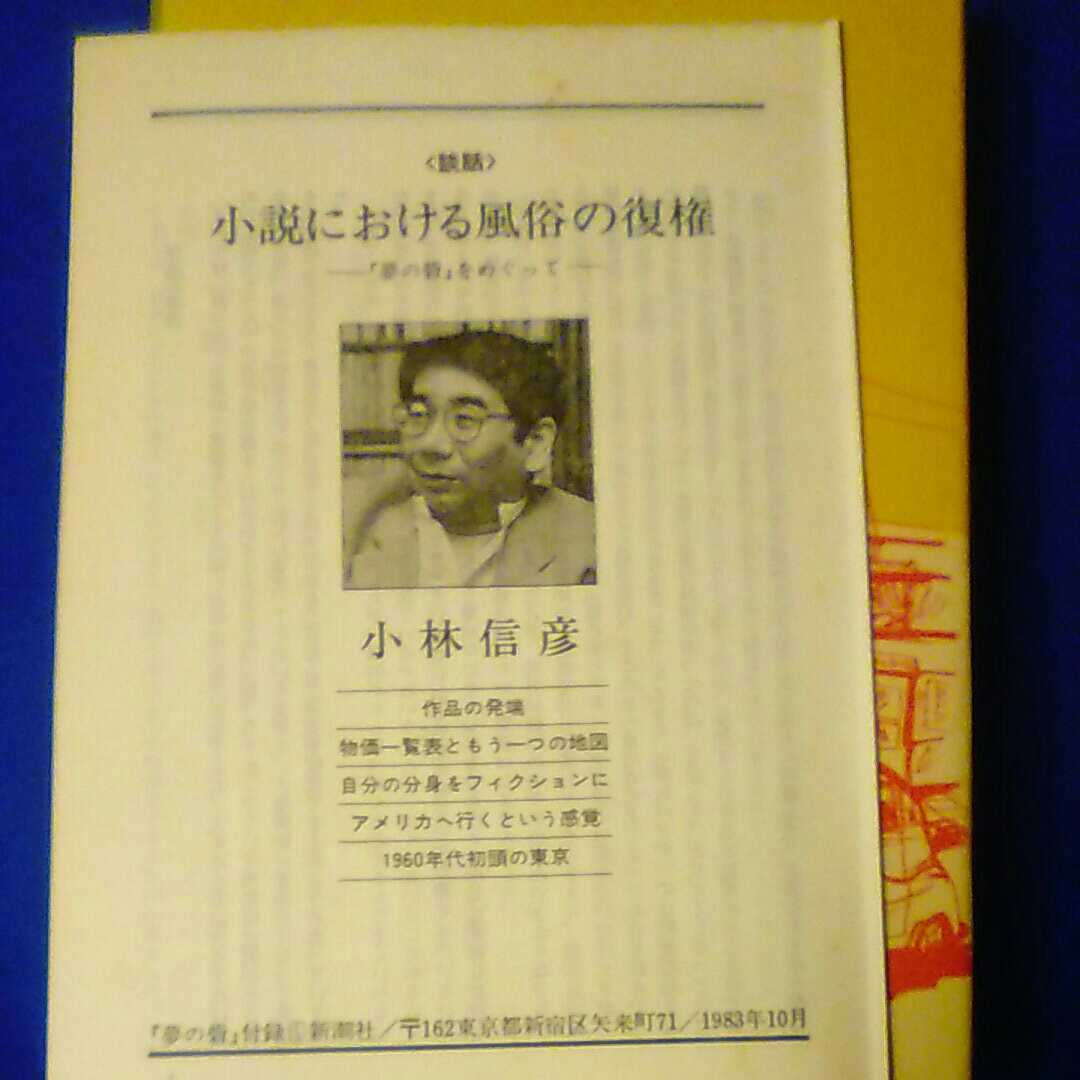 〈談話〉
小説における風俗の復権
──『夢の砦』をめぐって──
小林信彦
作品の発端
物価一覧表ともう一つの地図
自分の分身をフィクションに
アメリカへ行くという感覚
1960年代初頭の東京
『夢の砦』付録 新潮社/〒162東京都新宿区矢来町71/1983年10月